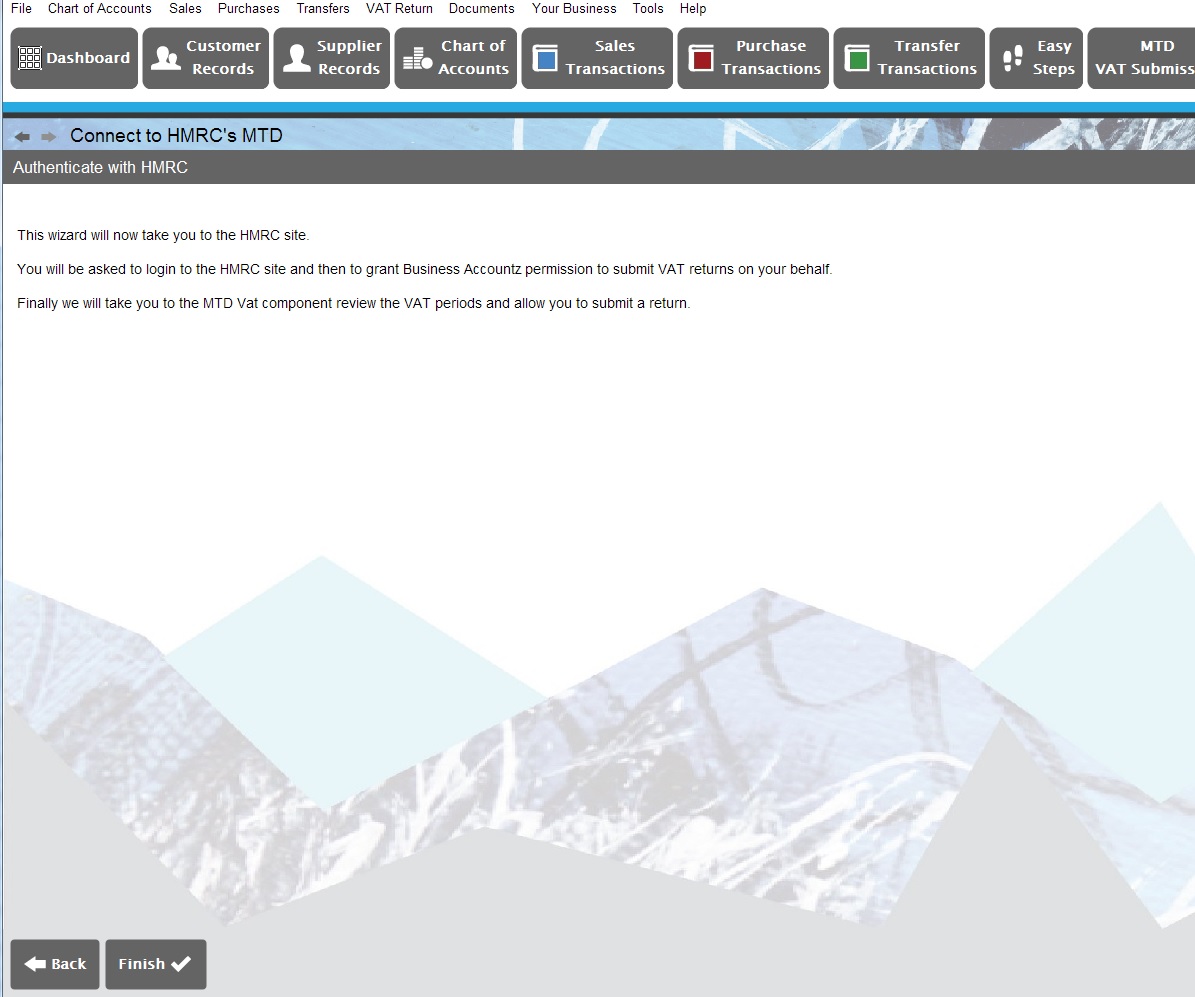 File Chart of Accounts Sales Purchases Transfers VAT Return Documents Your Business Tools Help
Dashboard
Customer
Records
Supplier
Records
Chart of
Accounts
Sales
Transactions
Purchase
Transactions
Transfer
Transactions
Easy
Steps
MTD
VAT Submiss
Connect to HMRC's MTD
Authenticate with HMRC
This wizard will now take you to the HMRC site.
You will be asked to login to the HMRC site and then to grant Business Accountz permission to submit VAT returns on your behalf.
Finally we will take you to the MTD Vat component review the VAT periods and allow you to submit a return.
Back
Finish